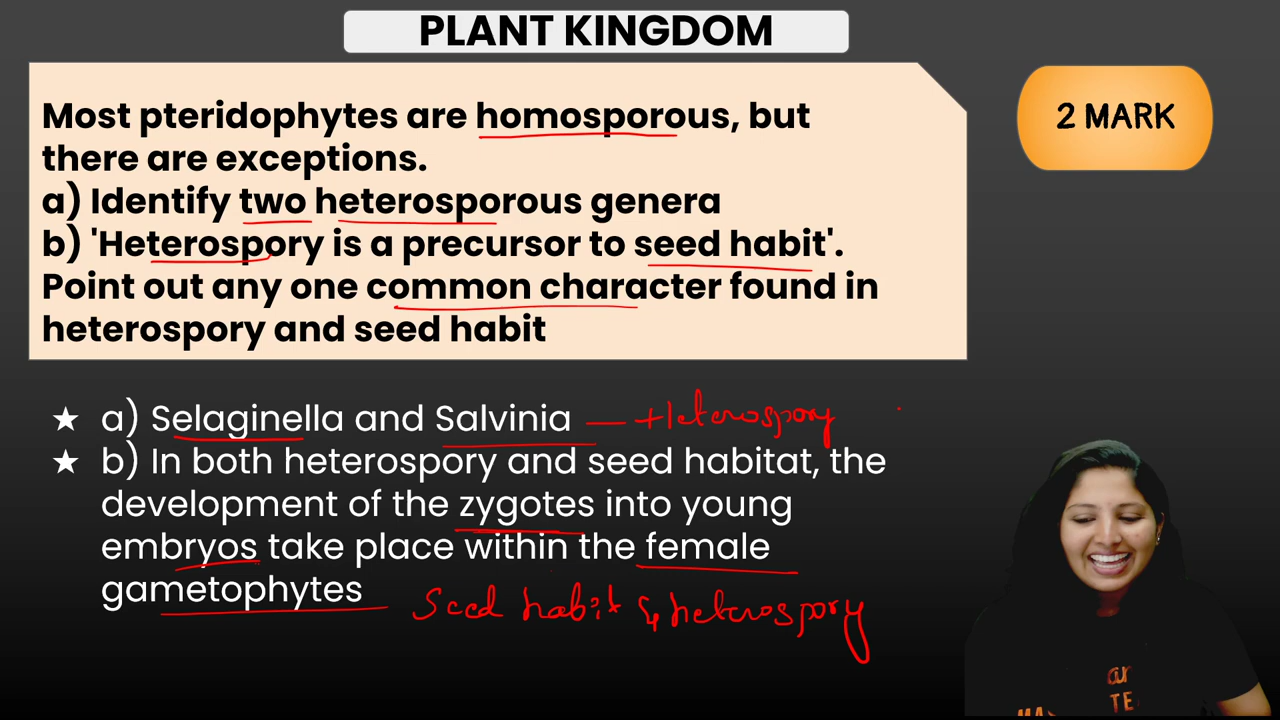 PLANT KINGDOM
Most pteridophytes are homosporous, but
there are exceptions.
2 MARK
a) Identify two heterosporous genera
b) 'Heterospory is a precursor to seed habit'.
Point out any one common character found in
heterospory and seed habit
★ a) Selaginella and Salvinia — Heterospory
★ b) In both heterospory and seed habitat, the
development of the zygotes into young
embryos take place within the female
gametophytes
Seed habit & heterospory